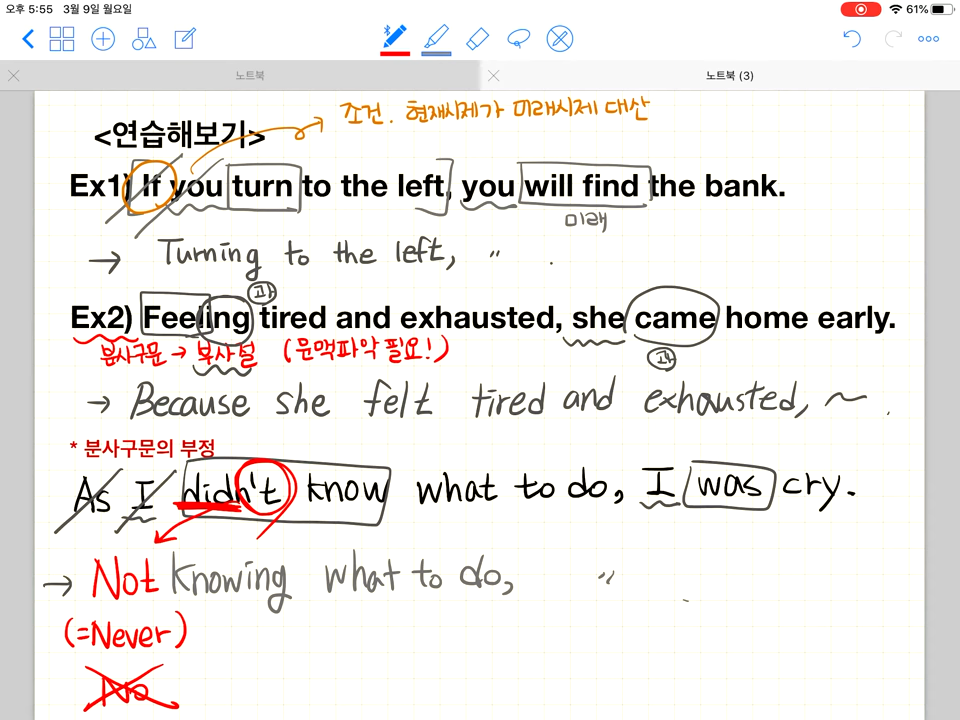 오후 5:55 3월 9일 월요일 61%
노트북 노트북 (3)
조건. 현재시제가 미래시제 대신
<연습해보기>
Ex1) If you turn to the left, you will find the bank.
미래
→ Turning to the left, 〃 .
과
Ex2) Feeling tired and exhausted, she came home early.
분사구문 → 부사절 (문맥파악 필요!)
과
→ Because she felt tired and exhausted, ~ .
* 분사구문의 부정
As I didn't know what to do, I was cry.
→ Not knowing what to do, 〃 .
(=Never)
No